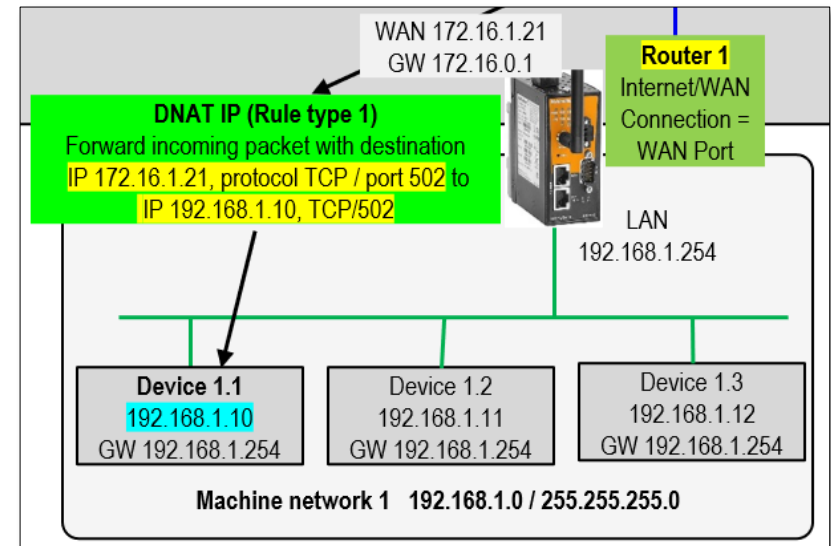 WAN 172.16.1.21
GW 172.16.0.1
Router 1
Internet/WAN
Connection =
WAN Port
DNAT IP (Rule type 1)
Forward incoming packet with destination
IP 172.16.1.21, protocol TCP / port 502 to
IP 192.168.1.10, TCP/502
LAN
192.168.1.254
Device 1.1
192.168.1.10
GW 192.168.1.254
Device 1.2
192.168.1.11
GW 192.168.1.254
Device 1.3
192.168.1.12
GW 192.168.1.254
Machine network 1 192.168.1.0 / 255.255.255.0